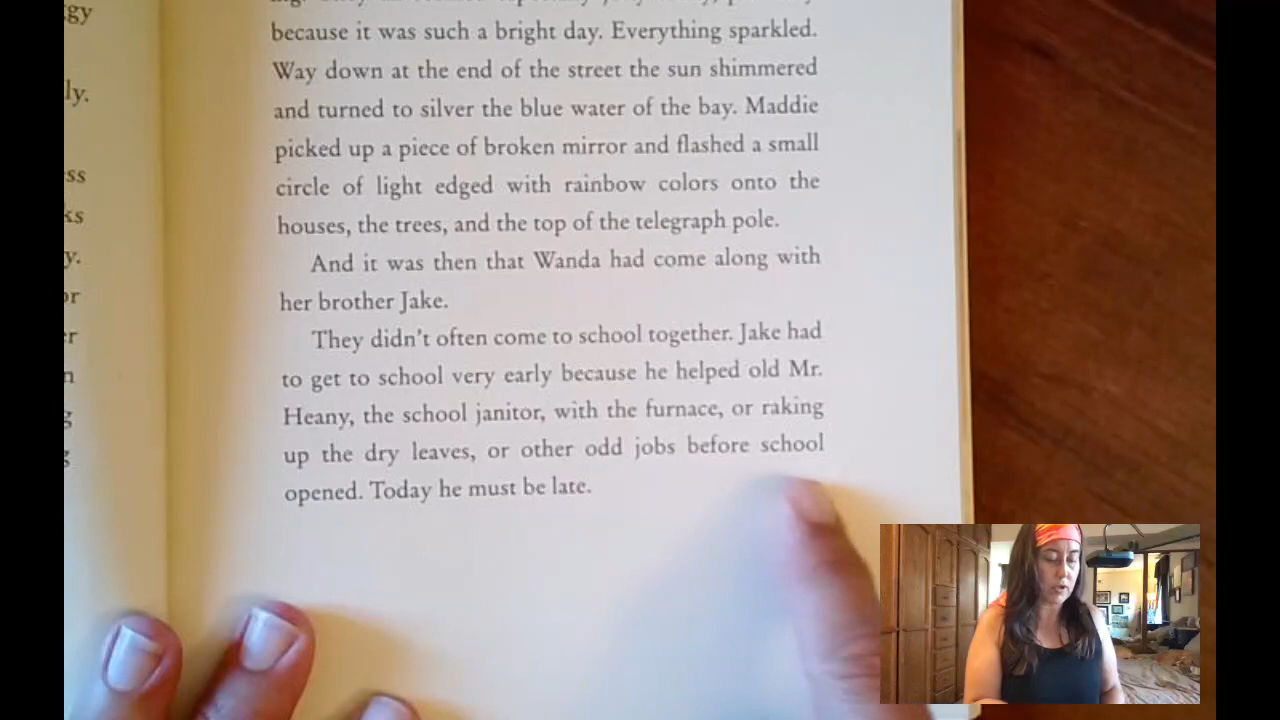 gy
ly.
ss
ks
y.
or
er
n
g
g
because it was such a bright day. Everything sparkled.
Way down at the end of the street the sun shimmered
and turned to silver the blue water of the bay. Maddie
picked up a piece of broken mirror and flashed a small
circle of light edged with rainbow colors onto the
houses, the trees, and the top of the telegraph pole.
And it was then that Wanda had come along with
her brother Jake.
They didn't often come to school together. Jake had
to get to school very early because he helped old Mr.
Heany, the school janitor, with the furnace, or raking
up the dry leaves, or other odd jobs before school
opened. Today he must be late.